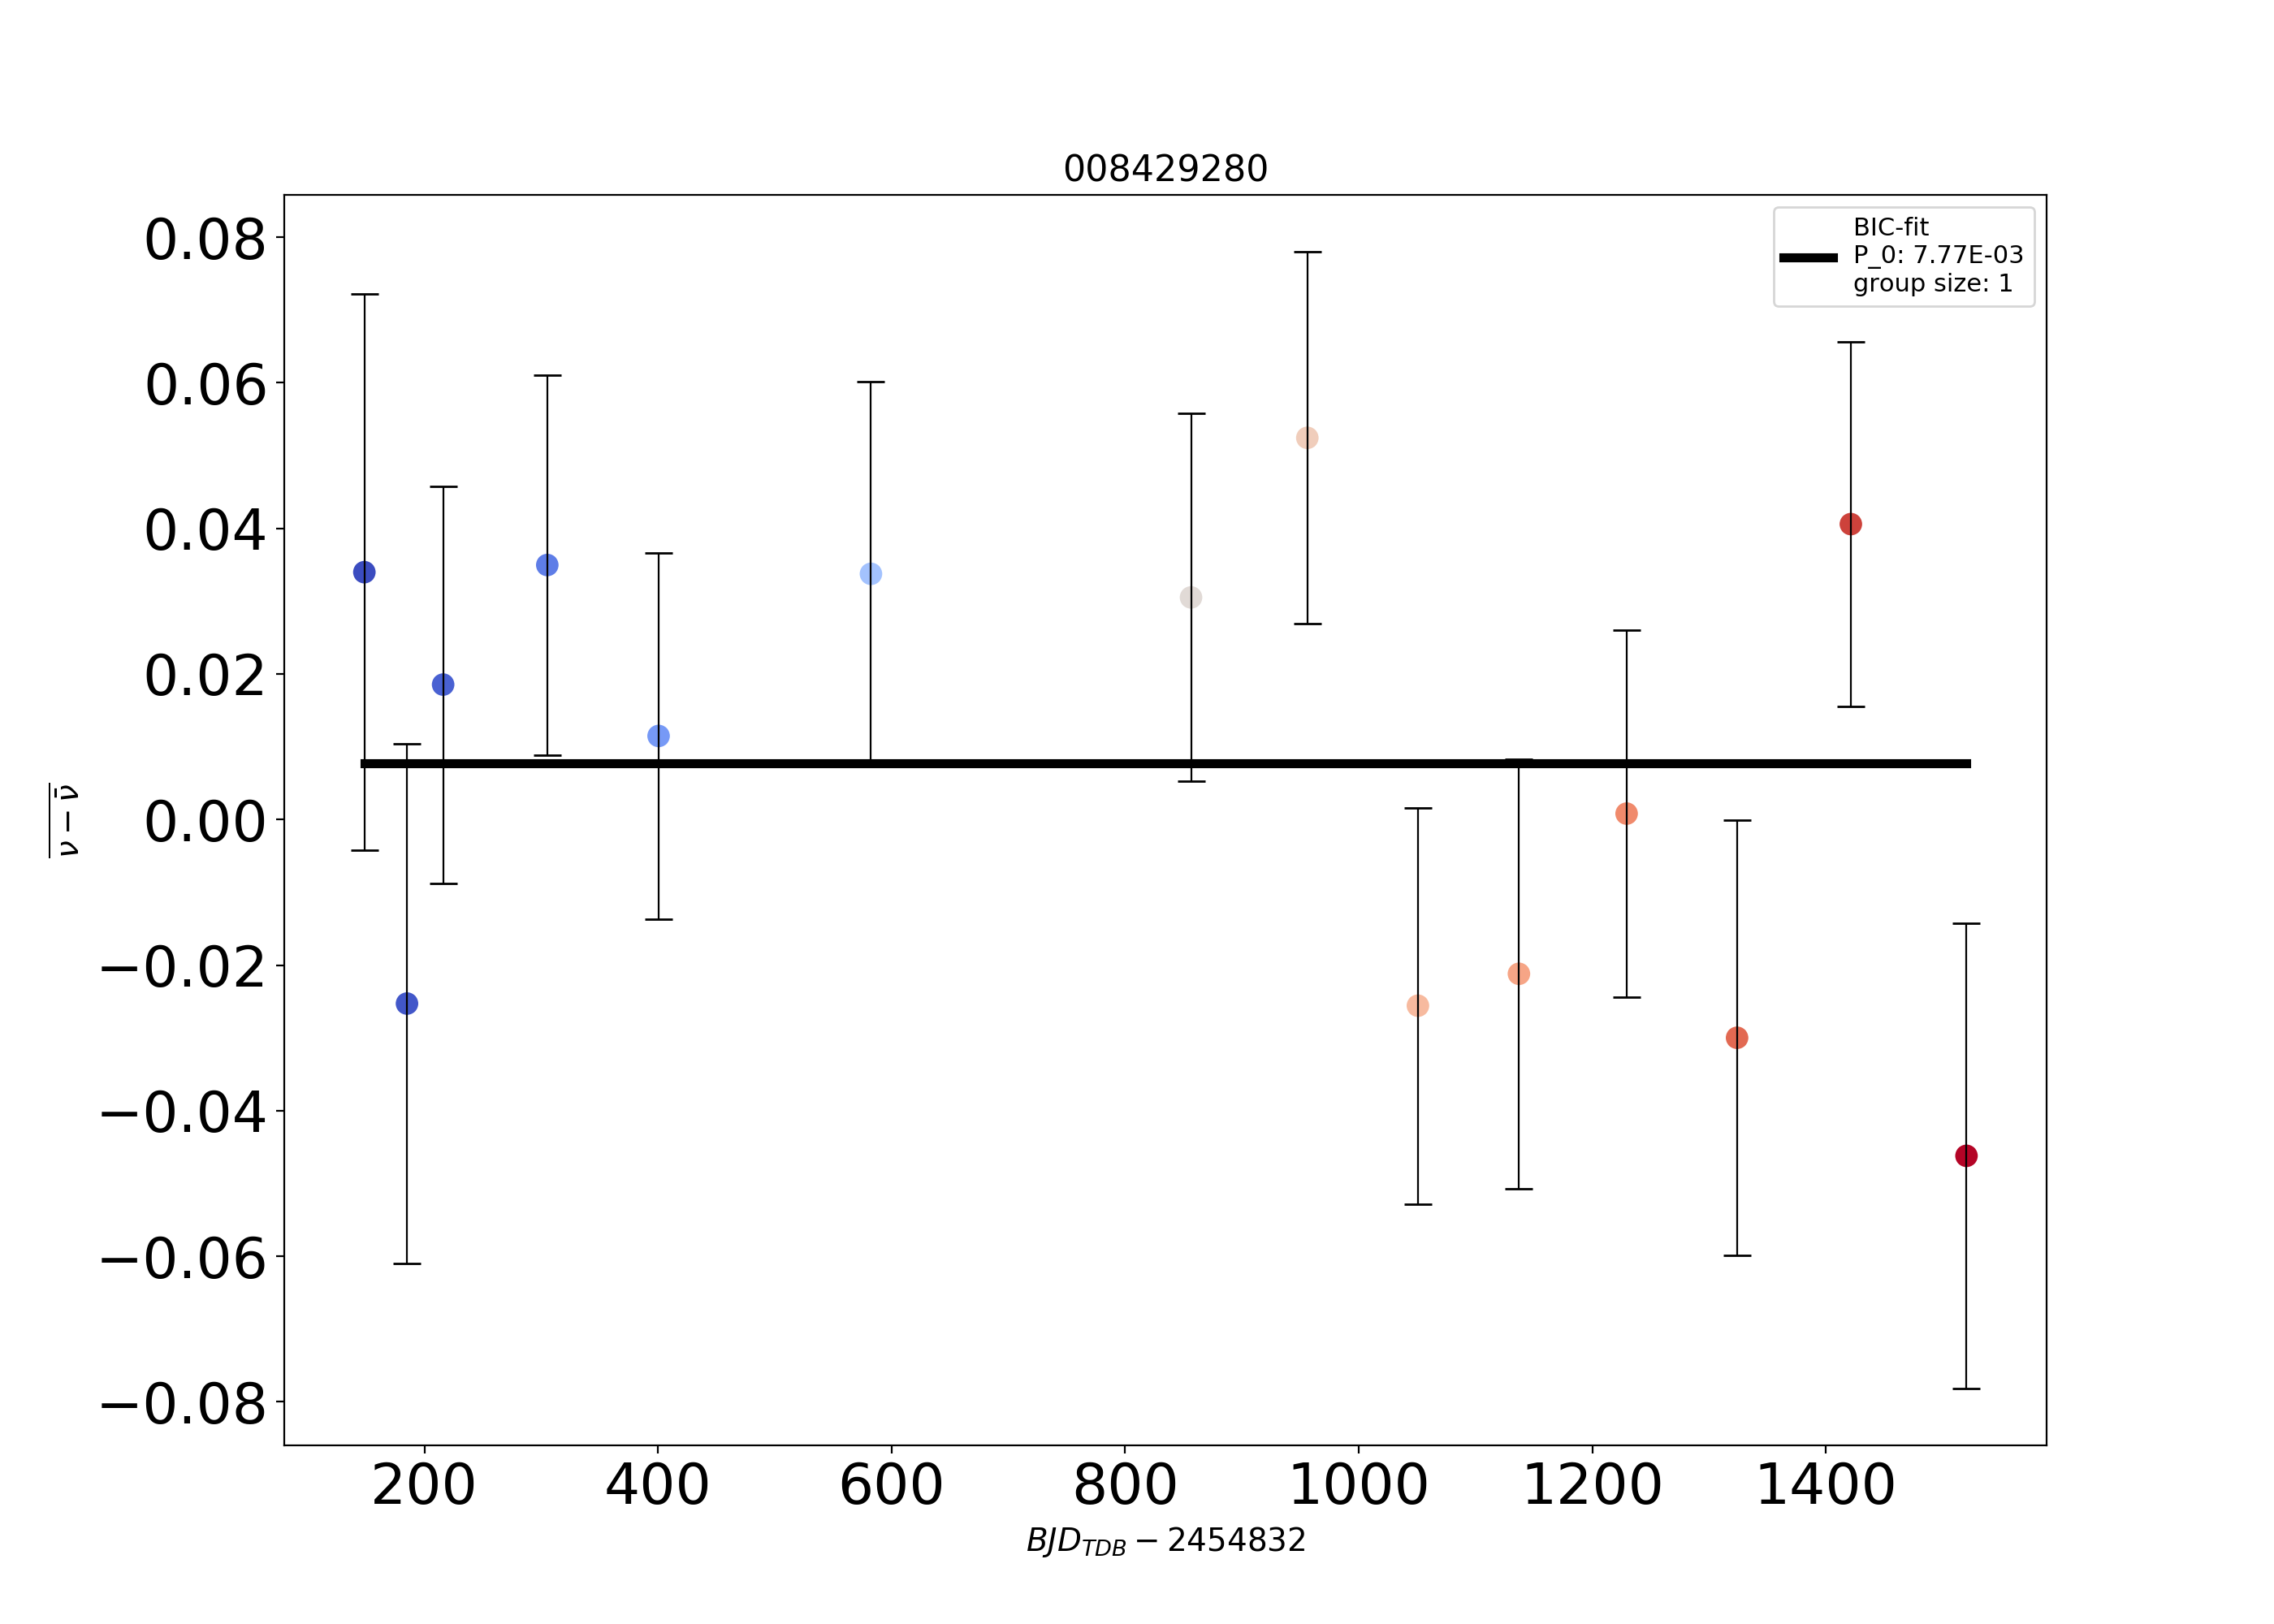 008429280
BIC-fit
P_0: 7.77E-03
group size: 1
0.08
0.06
0.04
0.02
0.00
−0.02
−0.04
−0.06
−0.08
ν − ν̄
200 400 600 800 1000 1200 1400
BJD_TDB − 2454832